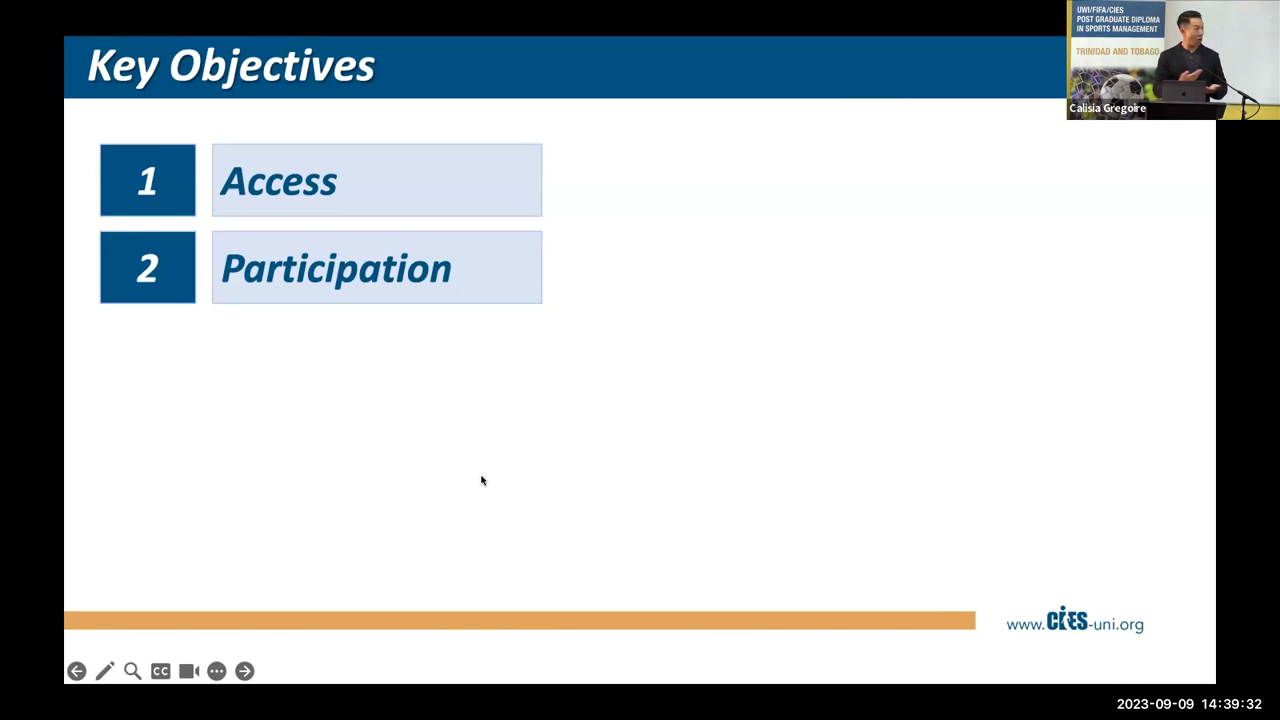 Key Objectives
1
Access
2
Participation
UWI/FIFA/CIES
POST GRADUATE DIPLOMA
IN SPORTS MANAGEMENT
TRINIDAD AND TOBAGO
Calisia Gregoire
www.CIES-uni.org
CC
2023-09-09 14:39:32